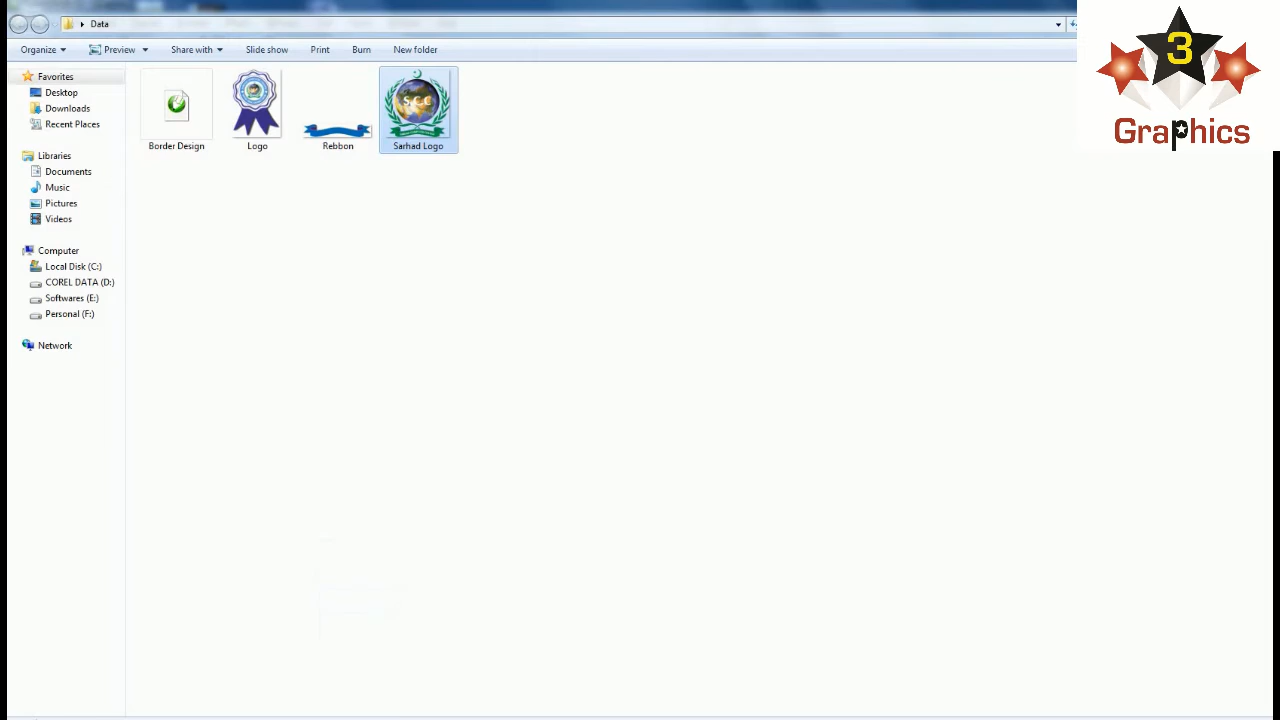 Data
Organize Preview Share with Slide show Print Burn New folder
3
Graphics
Favorites
Desktop
Downloads
Recent Places
Libraries
Documents
Music
Pictures
Videos
Computer
Local Disk (C:)
COREL DATA (D:)
Softwares (E:)
Personal (F:)
Network
SCC
Border Design
Logo
Rebbon
Sarhad Logo